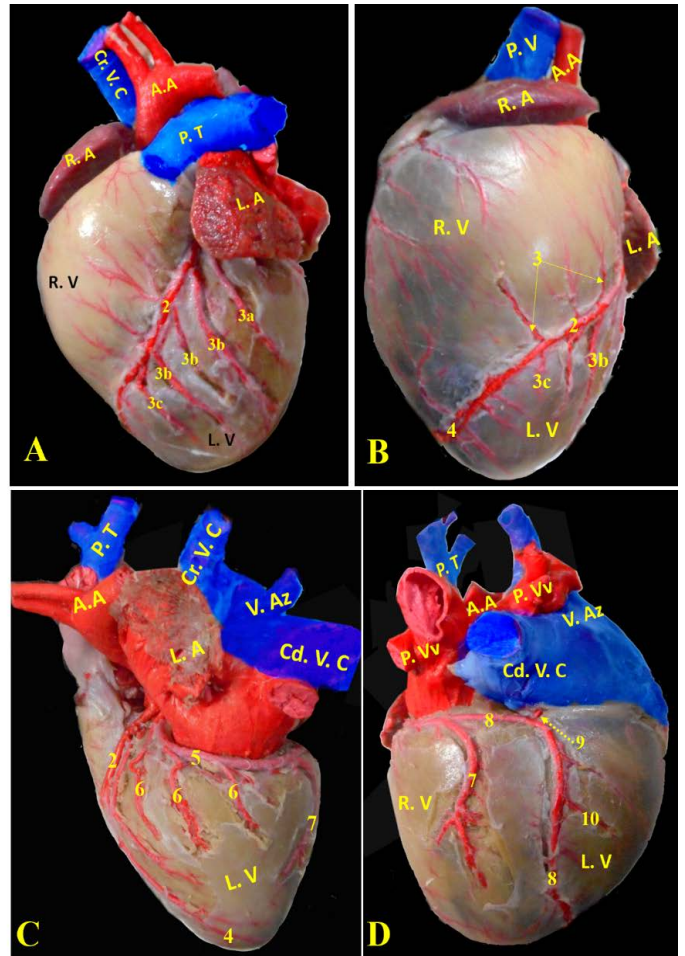 Cr. V. C
A.A
P. T
R. A
L. A
R. V
2
3a
3b
3b
3b
3c
L. V
A
P. V
A.A
R. A
R. V
L. A
3
2
3b
3c
4
L. V
B
P. T
Cr. V. C
A.A
V. Az
L. A
Cd. V. C
5
2
6
6
6
7
L. V
4
C
P. T
A.A
P. Vv
V. Az
P. Vv
Cd. V. C
8
9
7
R. V
10
L. V
8
D